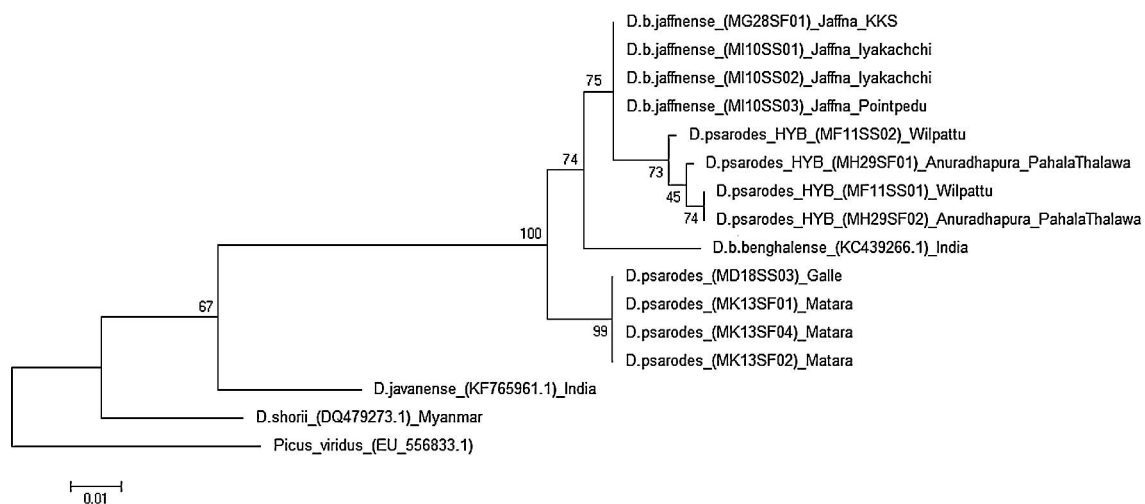 D.b.jaffnense_(MG28SF01)_Jaffna_KKS
D.b.jaffnense_(MI10SS01)_Jaffna_Iyakachchi
75
D.b.jaffnense_(MI10SS02)_Jaffna_Iyakachchi
D.b.jaffnense_(MI10SS03)_Jaffna_Pointpedu
D.psarodes_HYB_(MF11SS02)_Wilpattu
74
D.psarodes_HYB_(MH29SF01)_Anuradhapura_PahalaThalawa
73
D.psarodes_HYB_(MF11SS01)_Wilpattu
45
74
D.psarodes_HYB_(MH29SF02)_Anuradhapura_PahalaThalawa
100
D.b.benghalense_(KC439266.1)_India
D.psarodes_(MD18SS03)_Galle
67
D.psarodes_(MK13SF01)_Matara
99
D.psarodes_(MK13SF04)_Matara
D.psarodes_(MK13SF02)_Matara
D.javanense_(KF765961.1)_India
D.shorii_(DQ479273.1)_Myanmar
Picus_viridus_(EU_556833.1)
0.01